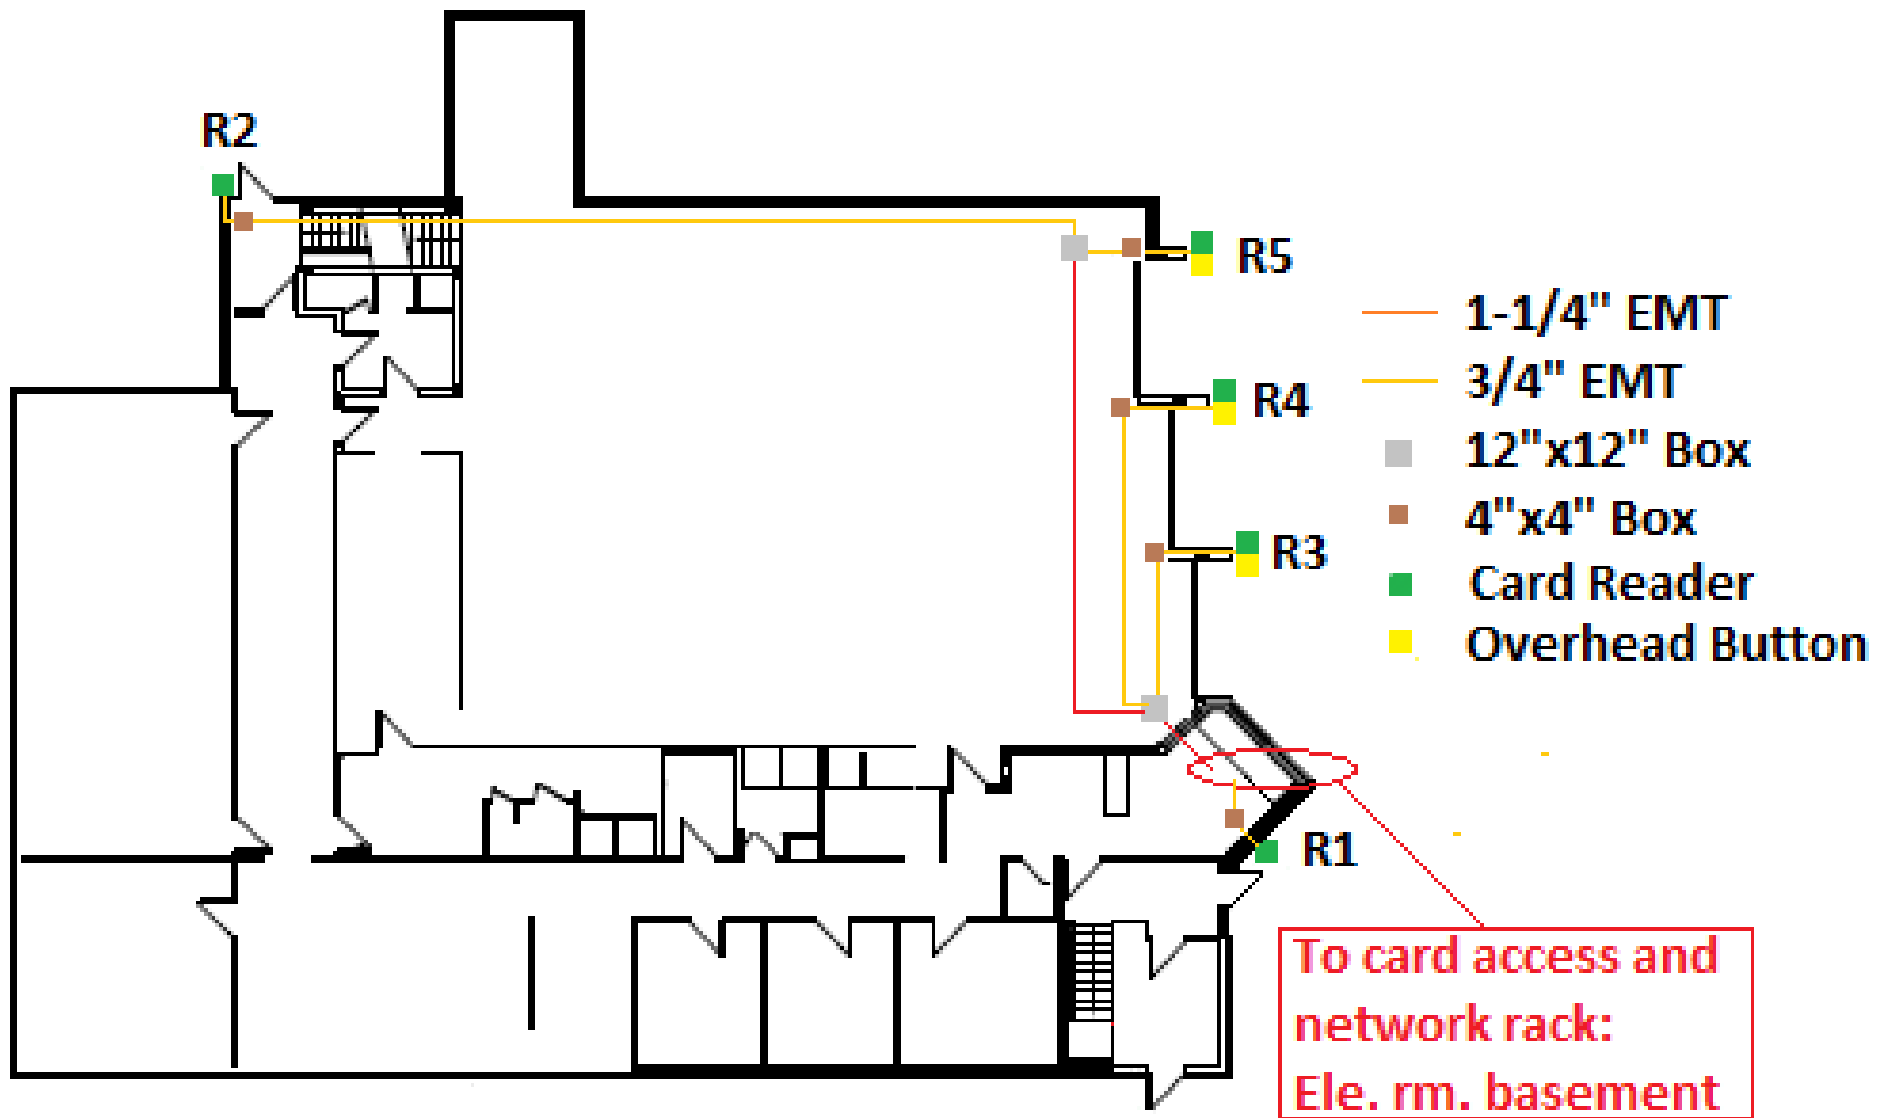 R2
R5
1-1/4" EMT
3/4" EMT
R4
12"x12" Box
4"x4" Box
R3
Card Reader
Overhead Button
R1
To card access and
network rack:
Ele. rm. basement